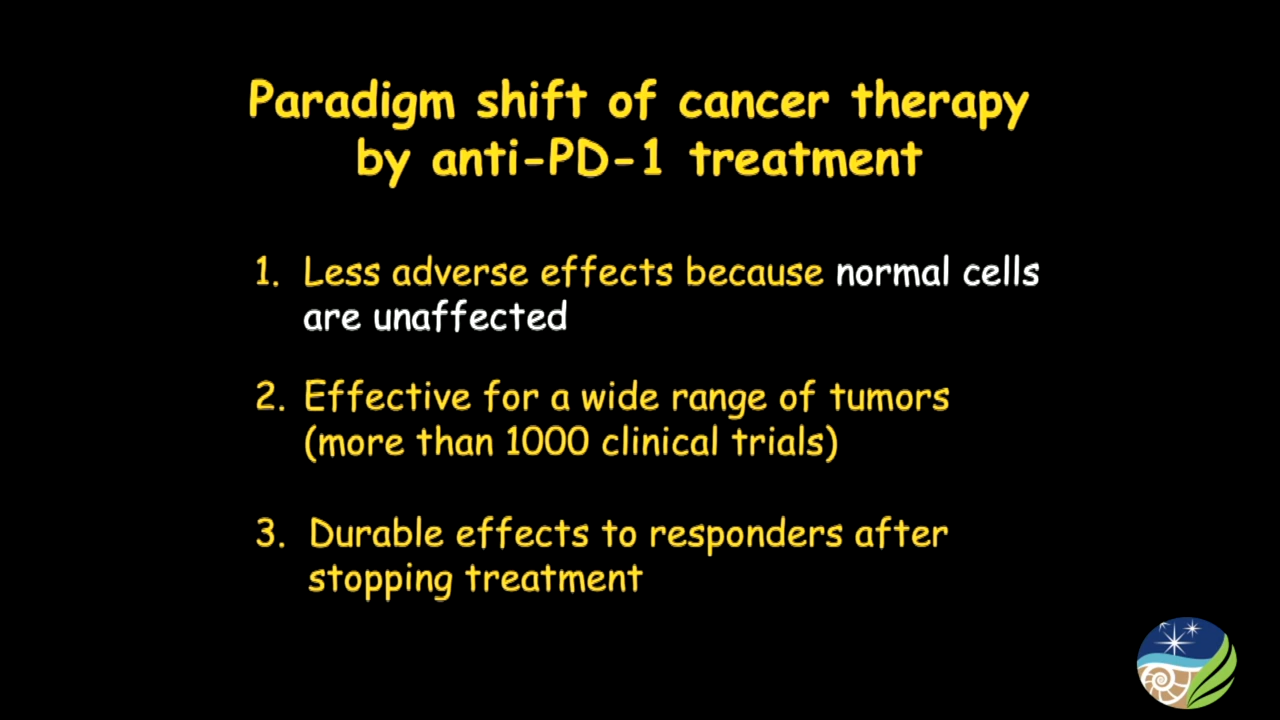 Paradigm shift of cancer therapy
by anti-PD-1 treatment
1. Less adverse effects because normal cells
are unaffected
2. Effective for a wide range of tumors
(more than 1000 clinical trials)
3. Durable effects to responders after
stopping treatment